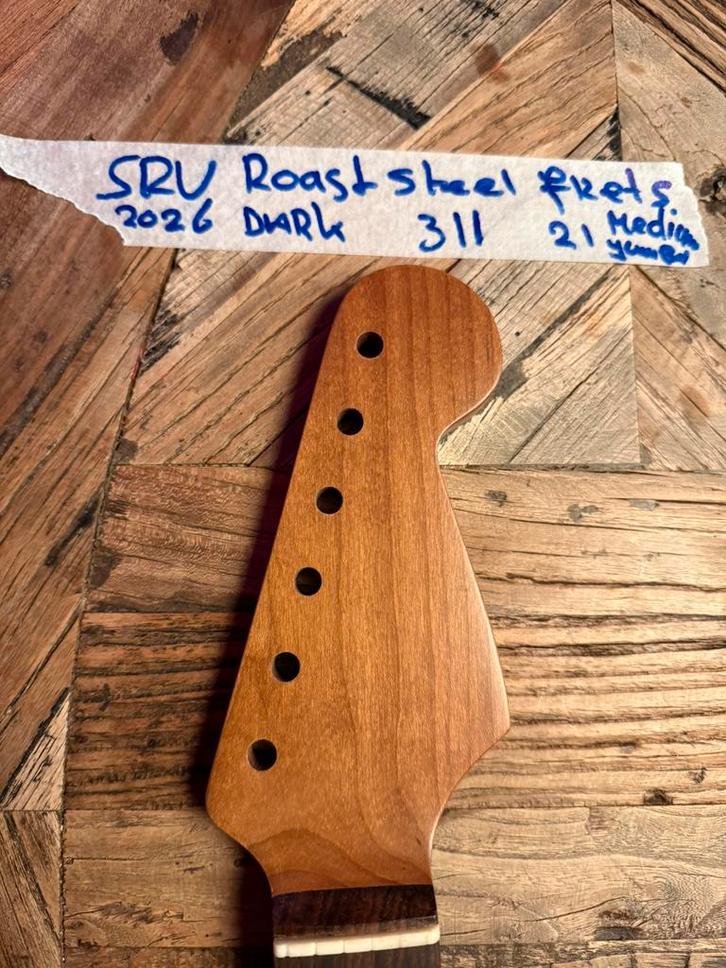 SRV Roast Steel frets
2026 DARK 311 21 Medium
jumbo